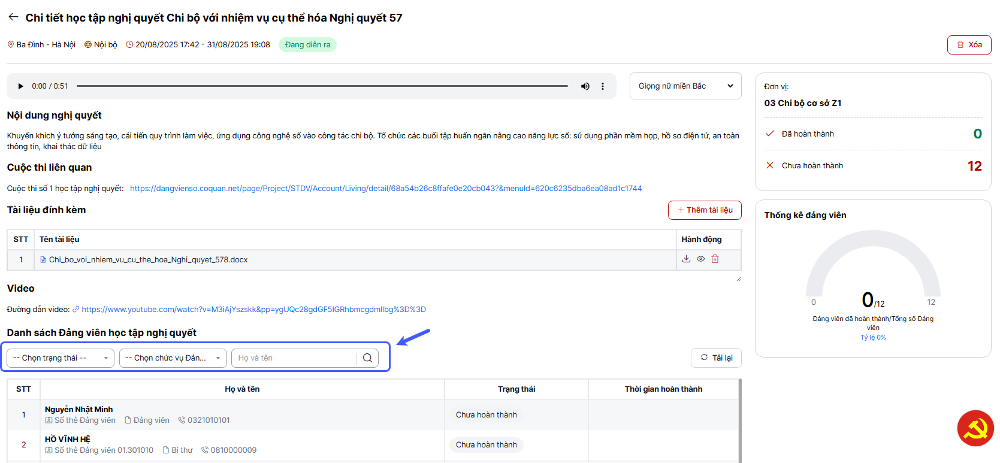 Chi tiết học tập nghị quyết Chi bộ với nhiệm vụ cụ thể hóa Nghị quyết 57
Ba Đình - Hà Nội Nội bộ 20/08/2025 17:42 - 31/08/2025 19:08 Đang diễn ra
Xóa
0:00 / 0:51
Giọng nữ miền Bắc
Nội dung nghị quyết
Khuyến khích ý tưởng sáng tạo, cải tiến quy trình làm việc, ứng dụng công nghệ số vào công tác chi bộ. Tổ chức các buổi tập huấn ngắn nâng cao năng lực số: sử dụng phần mềm họp, hồ sơ điện tử, an toàn
thông tin, khai thác dữ liệu
Cuộc thi liên quan
Cuộc thi số 1 học tập nghị quyết: https://dangvienso.coquan.net/page/Project/STDV/Account/Living/detail/68a54b26c8ffafe0e20cb043?&menuId=620c6235dba6ea08ad1c1744
Tài liệu đính kèm
Thêm tài liệu
STT Tên tài liệu Hành động
1 Chi_bo_voi_nhiem_vu_cu_the_hoa_Nghi_quyet_578.docx
Video
Đường dẫn video: https://www.youtube.com/watch?v=M3iAjYszskk&pp=ygUQc28gdGF5IGRhbmcgdmllbg%3D%3D
Danh sách Đảng viên học tập nghị quyết
-- Chọn trạng thái -- -- Chọn chức vụ Đản... Họ và tên
Tải lại
STT Họ và tên Trạng thái Thời gian hoàn thành
1 Nguyễn Nhật Minh Chưa hoàn thành
Số thẻ Đảng viên Đảng viên 0321010101
2 HỒ VĨNH HỆ Chưa hoàn thành
Số thẻ Đảng viên 01.301010 Bí thư 0810000009
Đơn vị:
03 Chi bộ cơ sở Z1
Đã hoàn thành 0
Chưa hoàn thành 12
Thống kê đảng viên
0 0/12 12
Đảng viên đã hoàn thành/Tổng số Đảng
viên
Tỷ lệ 0%